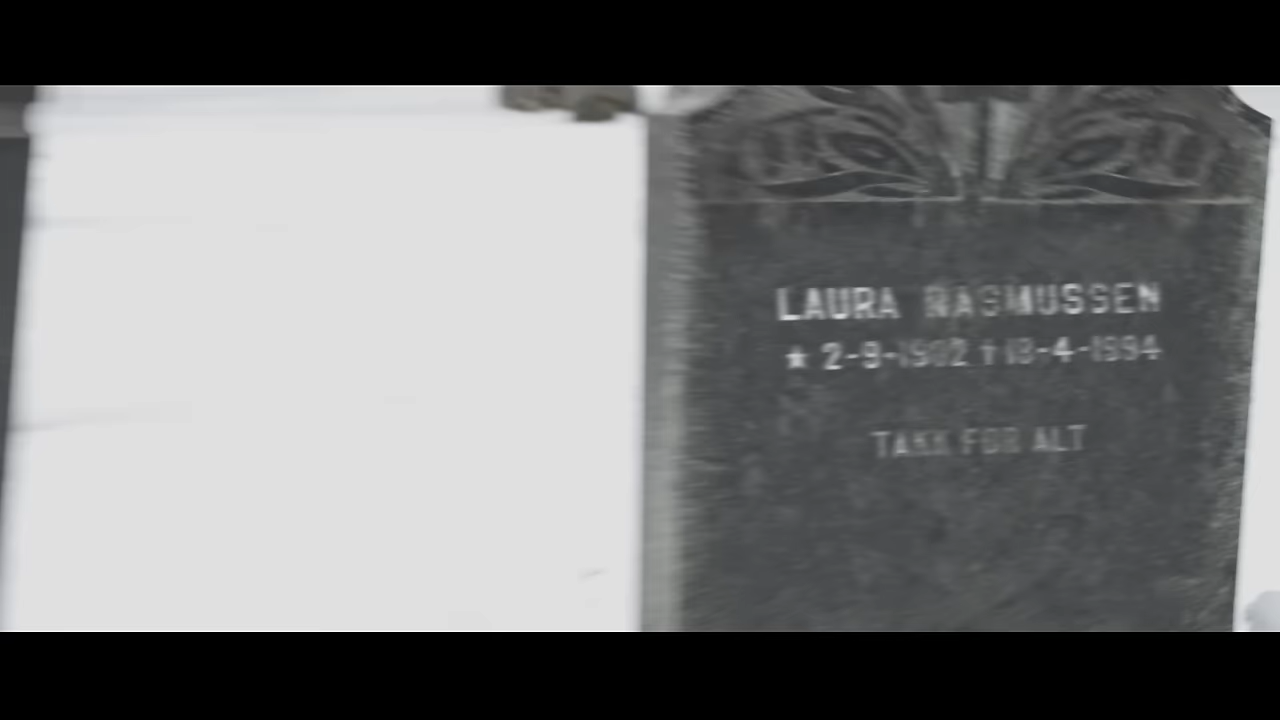 LAURA RASMUSSEN
★ 2-9-1902 † 18-4-1994
TAKK FOR ALT